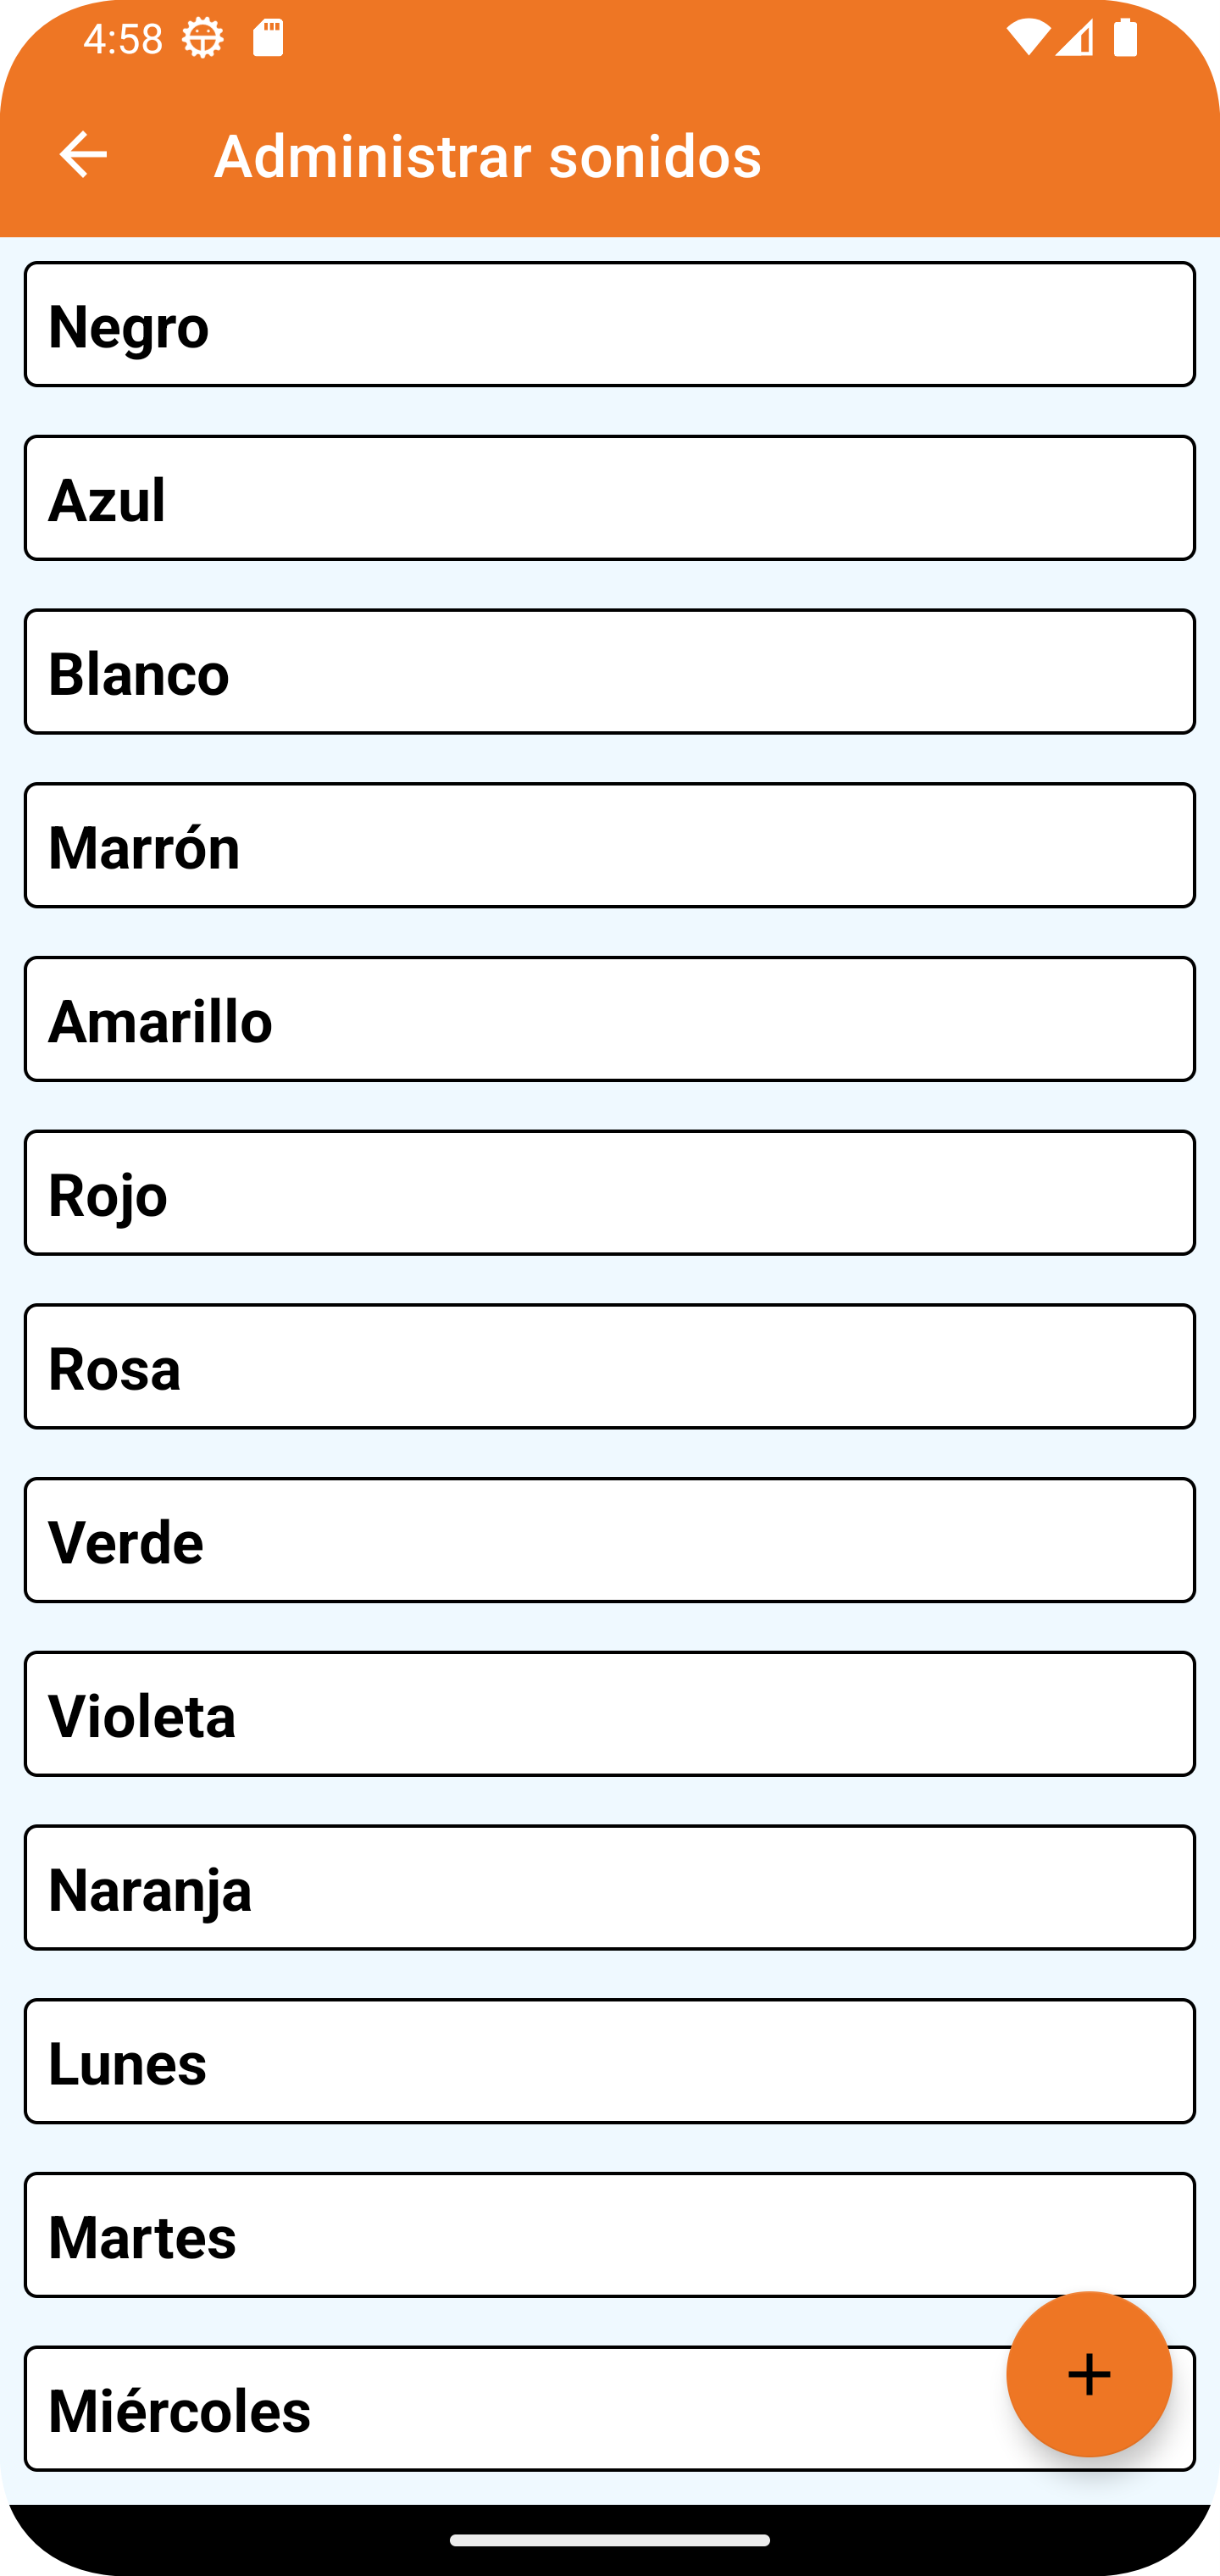 4:58
Administrar sonidos
Negro
Azul
Blanco
Marrón
Amarillo
Rojo
Rosa
Verde
Violeta
Naranja
Lunes
Martes
Miércoles